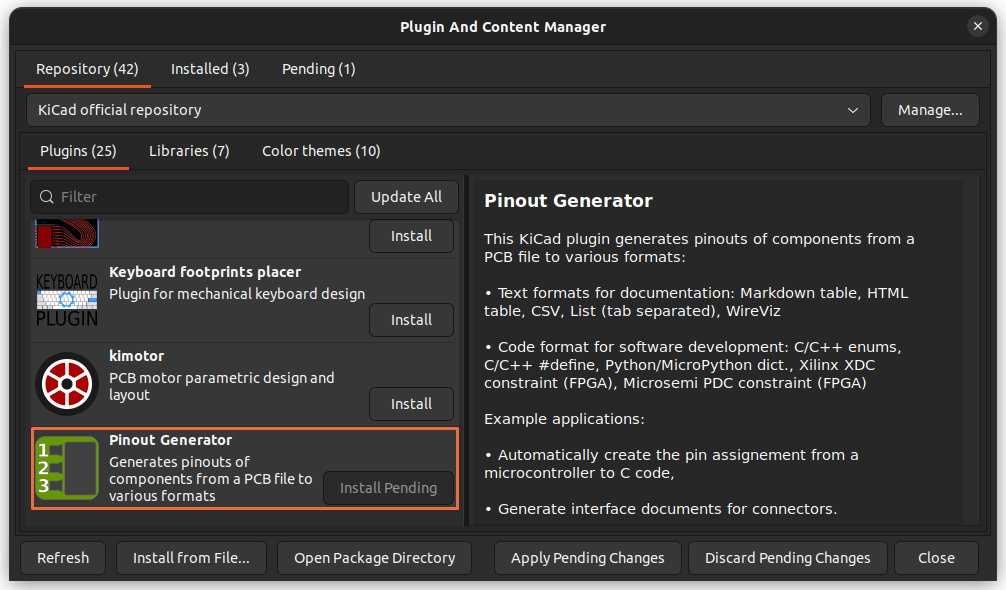 Plugin And Content Manager
Repository (42) Installed (3) Pending (1)
KiCad official repository Manage...
Plugins (25) Libraries (7) Color themes (10)
Filter Update All
Install
KEYBOARD
PLUGIN
Keyboard footprints placer
Plugin for mechanical keyboard design
Install
kimotor
PCB motor parametric design and
layout
Install
1
2
3
Pinout Generator
Generates pinouts of
components from a PCB file to
various formats
Install Pending
Pinout Generator
This KiCad plugin generates pinouts of components from a
PCB file to various formats:
• Text formats for documentation: Markdown table, HTML
table, CSV, List (tab separated), WireViz
• Code format for software development: C/C++ enums,
C/C++ #define, Python/MicroPython dict., Xilinx XDC
constraint (FPGA), Microsemi PDC constraint (FPGA)
Example applications:
• Automatically create the pin assignement from a
microcontroller to C code,
• Generate interface documents for connectors.
Refresh Install from File... Open Package Directory Apply Pending Changes Discard Pending Changes Close